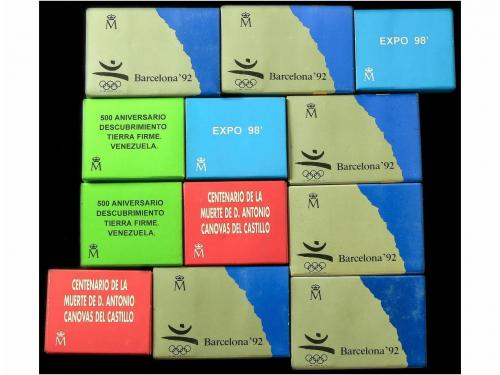 M
Barcelona'92
M
Barcelona'92
EXPO 98'
M
500 ANIVERSARIO
DESCUBRIMIENTO
TIERRA FIRME.
VENEZUELA.
M
EXPO 98'
M
M
Barcelona'92
500 ANIVERSARIO
DESCUBRIMIENTO
TIERRA FIRME.
VENEZUELA.
M
CENTENARIO DE LA
MUERTE DE D. ANTONIO
CANOVAS DEL CASTILLO
M
M
Barcelona'92
CENTENARIO DE LA
MUERTE DE D. ANTONIO
CANOVAS DEL CASTILLO
M
M
Barcelona'92
M
Barcelona'92